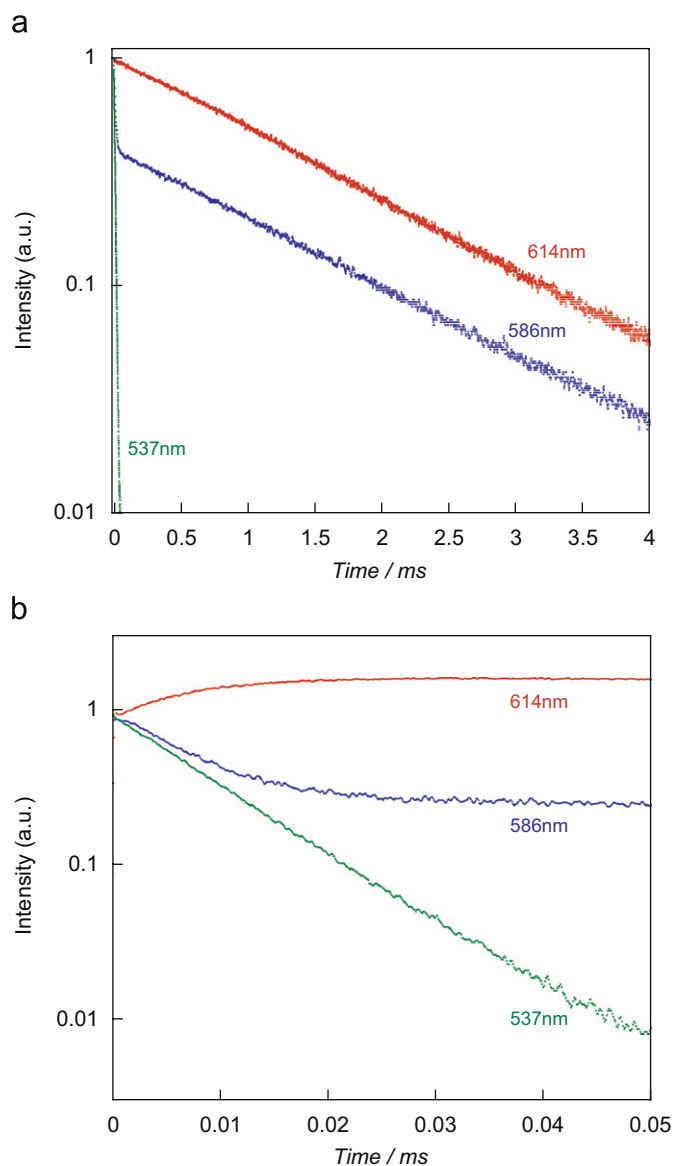 a
1
614nm
0.1
586nm
537nm
0.01
Intensity (a.u.)
0 0.5 1 1.5 2 2.5 3 3.5 4
Time / ms
b
1
614nm
586nm
0.1
537nm
0.01
Intensity (a.u.)
0 0.01 0.02 0.03 0.04 0.05
Time / ms